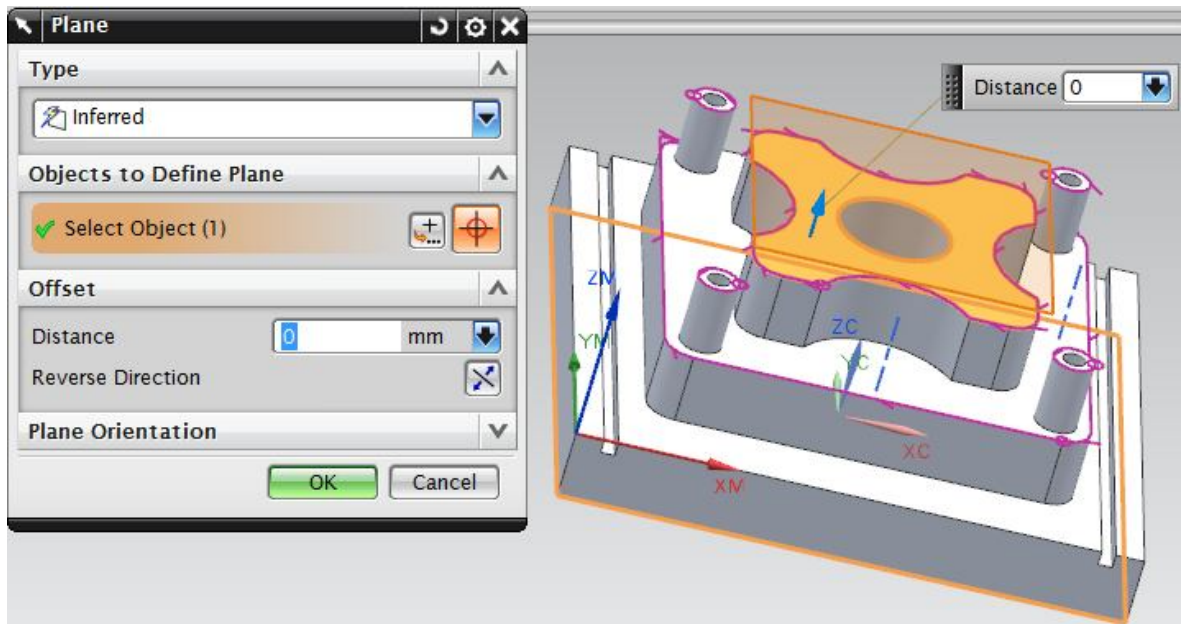 Plane
Type
Inferred
Objects to Define Plane
Select Object (1)
Offset
Distance 0 mm
Reverse Direction
Plane Orientation
OK Cancel
Distance 0
ZM
YM
XM
ZC
YC
XC